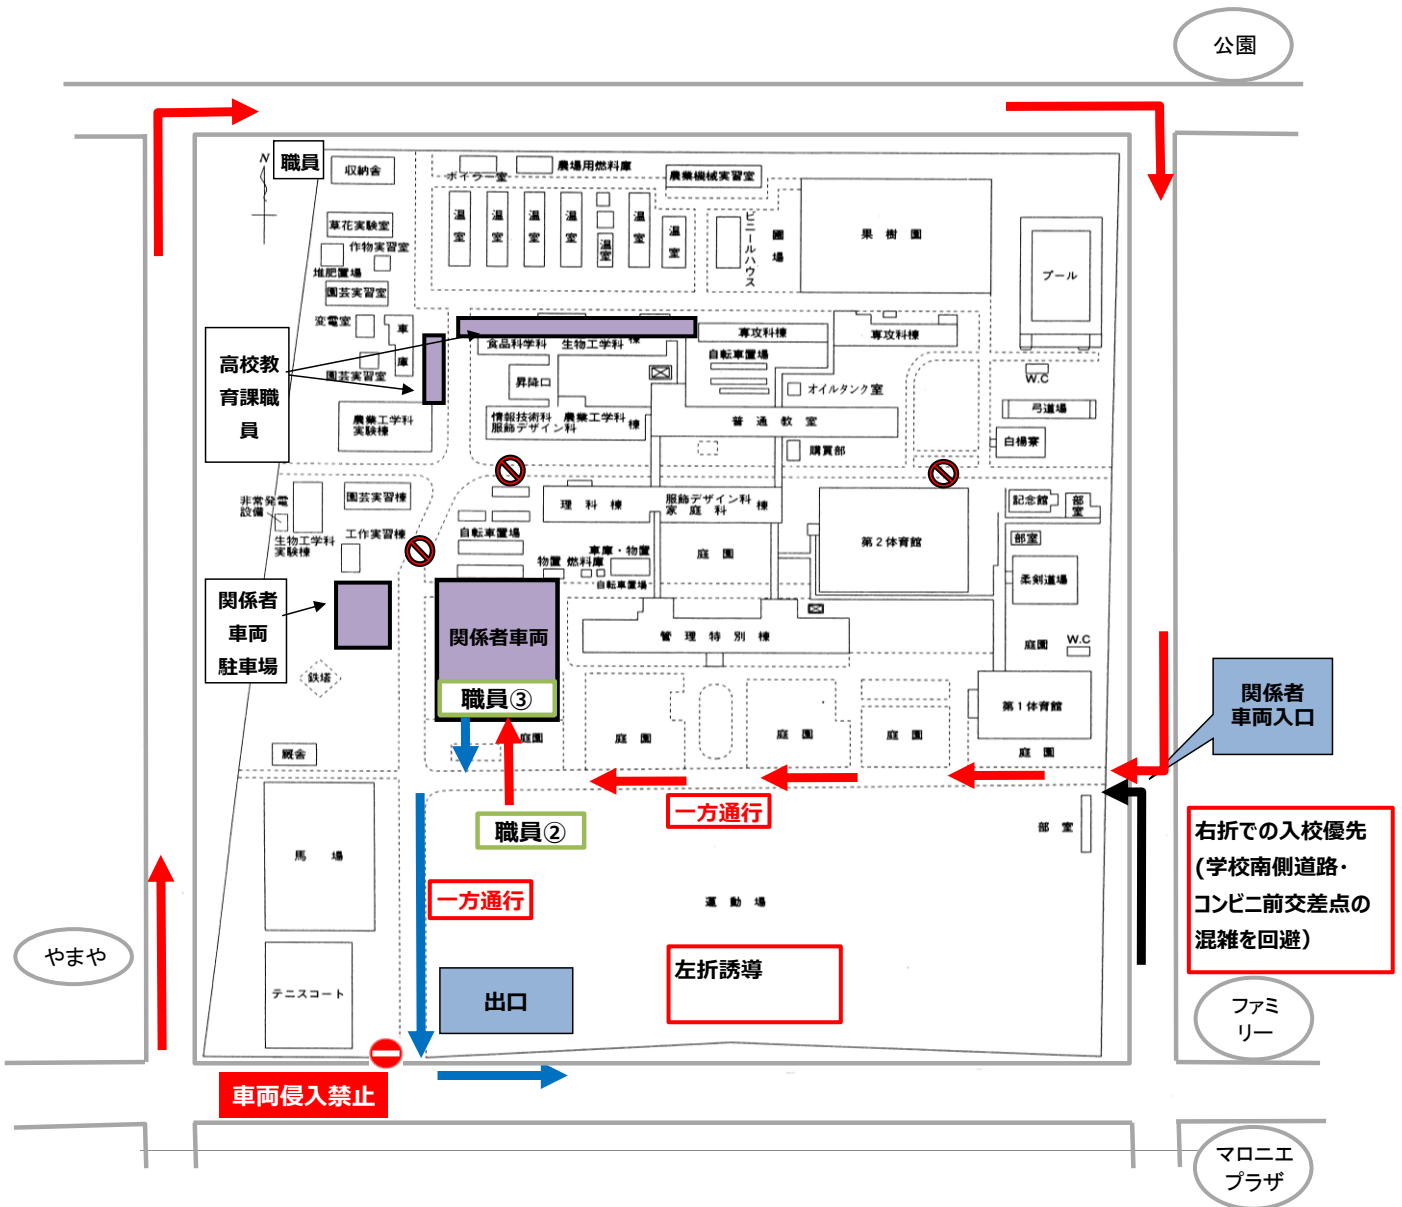 公園
N
職員
収納舎
ボイラー室
農場用燃料庫
農業機械実習室
草花実験室
作物実習室
堆肥置場
園芸実習室
温室
温室
温室
温室
温室
温室
温室
ビニールハウス
圃場
果樹園
プール
変電室
車庫
園芸実習室
高校教
育課職
員
食品科学科 生物工学科 棟
専攻科棟
専攻科棟
自転車置場
昇降口
オイルタンク室
W.C
弓道場
農業工学科
実験棟
情報技術科 農業工学科
服飾デザイン科 棟
普通教室
購買部
白楊寮
非常発電
設備
園芸実習棟
生物工学科
実験棟
工作実習棟
自転車置場
理科棟
服飾デザイン科
家庭科 棟
第2体育館
記念館
部室
部室
庭園
物置
燃料庫
車庫・物置
自転車置場
柔剣道場
関係者
車両
駐車場
関係者車両
管理特別棟
庭園
W.C
鉄塔
職員③
第1体育館
関係者
車両入口
庭園
庭園
庭園
庭園
庭園
厩舎
一方通行
職員②
部室
右折での入校優先
(学校南側道路・
コンビニ前交差点の
混雑を回避)
馬場
一方通行
運動場
やまや
左折誘導
テニスコート
出口
ファミ
リー
車両侵入禁止
マロニエ
プラザ